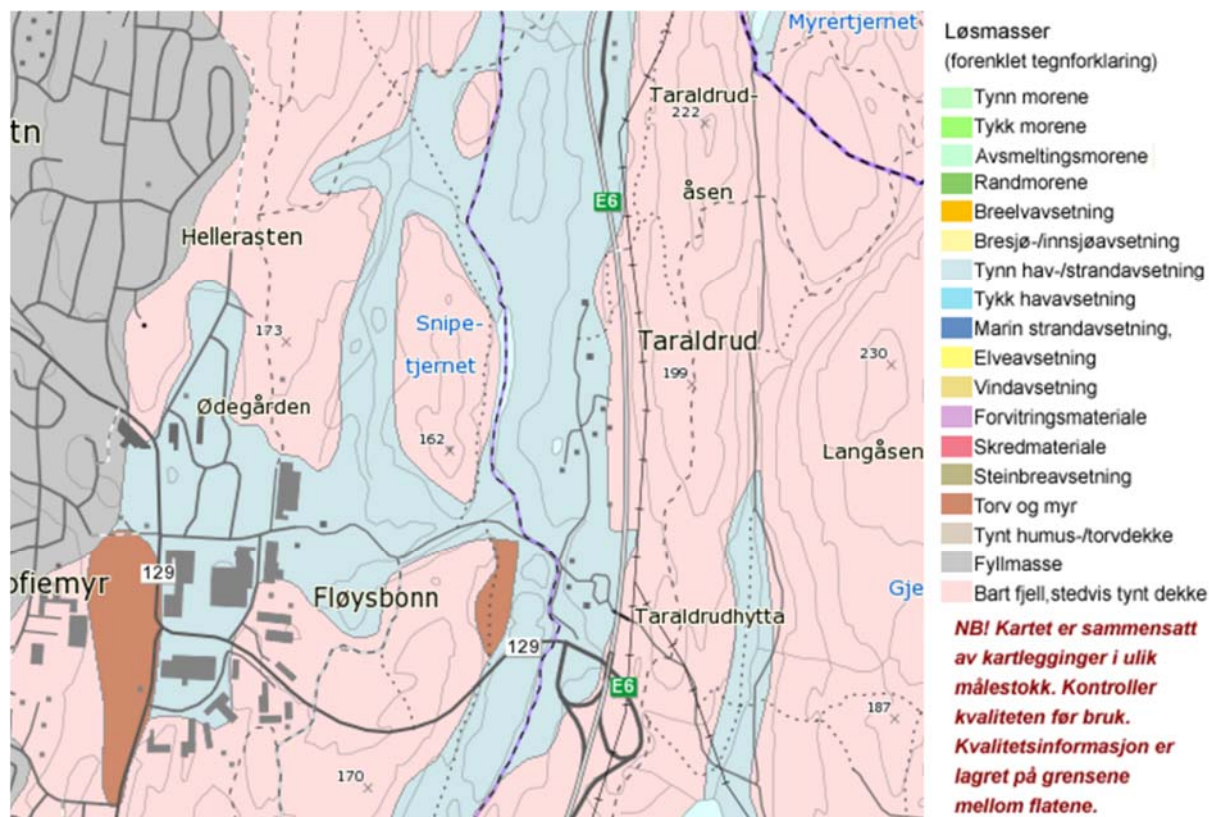 Myrertjernet
Taraldrud-
222
tn
åsen
E6
Hellerasten
173
Snipe-
tjernet
Taraldrud
199
230
Ødegården
162
Langåsen
129
ofiemyr
Fløysbonn
Gje
Taraldrudhytta
129
E6
187
170
Løsmasser
(forenklet tegnforklaring)
Tynn morene
Tykk morene
Avsmeltingsmorene
Randmorene
Breelvavsetning
Bresjø-/innsjøavsetning
Tynn hav-/strandavsetning
Tykk havavsetning
Marin strandavsetning,
Elveavsetning
Vindavsetning
Forvitringsmateriale
Skredmateriale
Steinbreavsetning
Torv og myr
Tynt humus-/torvdekke
Fyllmasse
Bart fjell,stedvis tynt dekke
NB! Kartet er sammensatt
av kartlegginger i ulik
målestokk. Kontroller
kvaliteten før bruk.
Kvalitetsinformasjon er
lagret på grensene
mellom flatene.